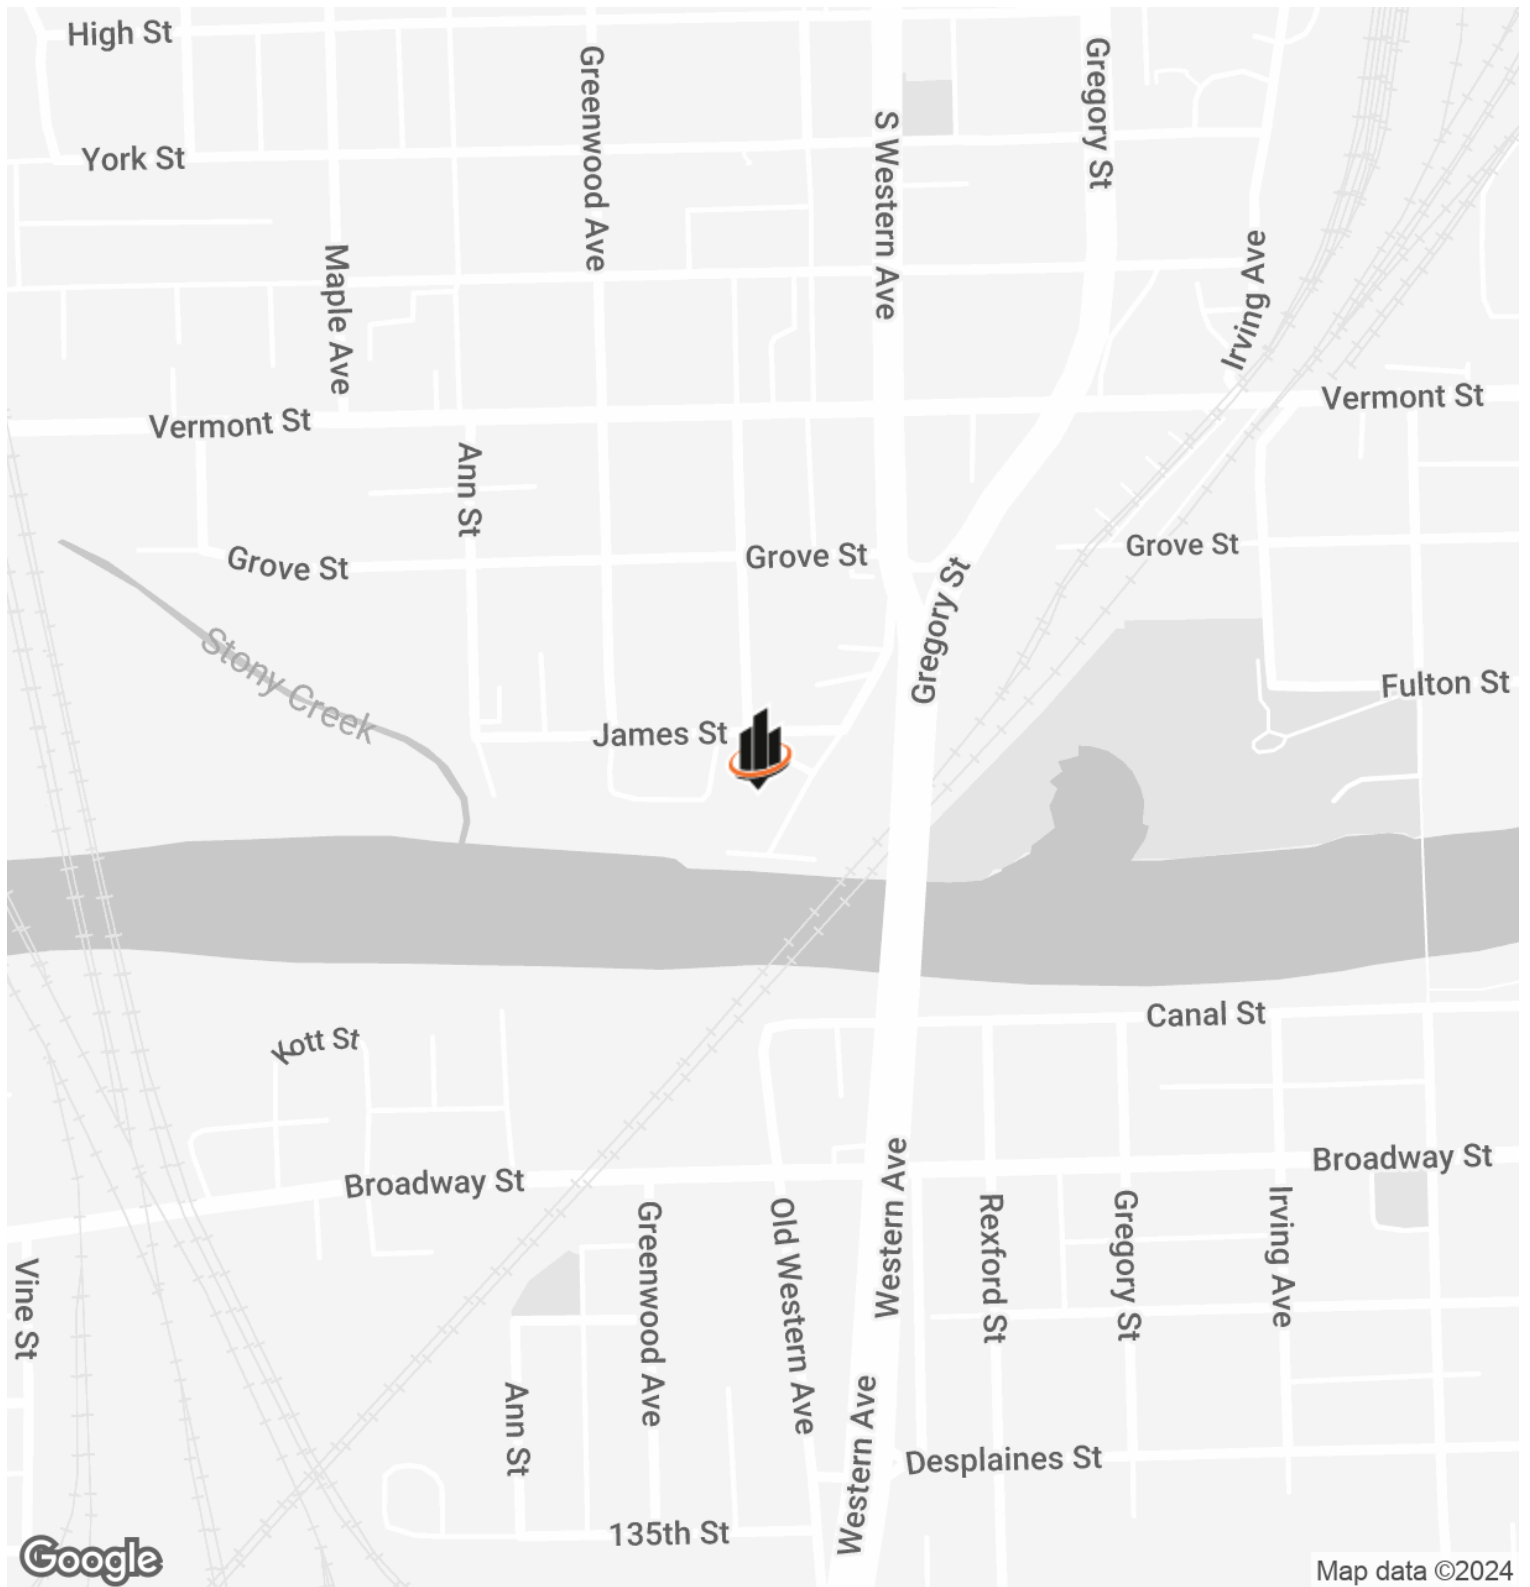 High St
Greenwood Ave
Gregory St
S Western Ave
York St
Maple Ave
Irving Ave
Vermont St
Vermont St
Ann St
Grove St
Grove St
Grove St
Gregory St
Stony Creek
Fulton St
James St
Canal St
Kott St
Broadway St
Broadway St
Western Ave
Greenwood Ave
Old Western Ave
Rexford St
Gregory St
Irving Ave
Vine St
Ann St
Western Ave
Desplaines St
135th St
Google
Map data ©2024